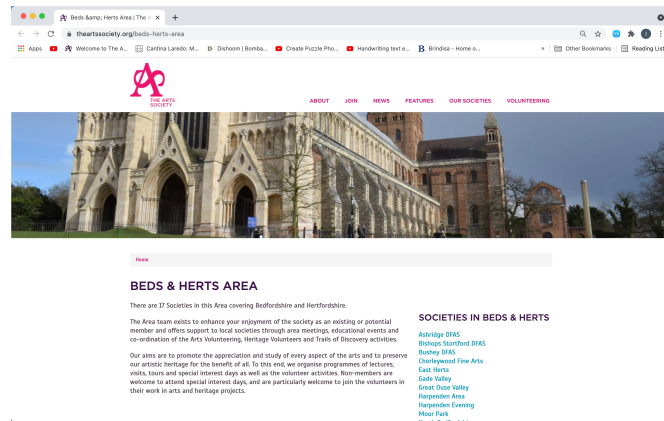 Beds &amp; Herts Area | The A
theartssociety.org/beds-herts-area
Apps
Welcome to The A...
Cantina Laredo: M...
Dishoom | Bomba...
Create Puzzle Pho...
Handwriting text e...
Brindisa - Home o...
»
Other Bookmarks
Reading List
THE ARTS
SOCIETY
ABOUT JOIN NEWS FEATURES OUR SOCIETIES VOLUNTEERING
Home
BEDS & HERTS AREA
There are 17 Societies in this Area covering Bedfordshire and Hertfordshire.
The Area team exists to enhance your enjoyment of the society as an existing or potential
member and offers support to local societies through area meetings, educational events and
co-ordination of the Arts Volunteering, Heritage Volunteers and Trails of Discovery activities.
Our aims are to promote the appreciation and study of every aspect of the arts and to preserve
our artistic heritage for the benefit of all. To this end, we organise programmes of lectures,
visits, tours and special interest days as well as the volunteer activities. Non-members are
welcome to attend special interest days, and are particularly welcome to join the volunteers in
their work in arts and heritage projects.
SOCIETIES IN BEDS & HERTS
Ashridge DFAS
Bishops Stortford DFAS
Bushey DFAS
Chorleywood Fine Arts
East Herts
Gade Valley
Great Ouse Valley
Harpenden Area
Harpenden Evening
Moor Park